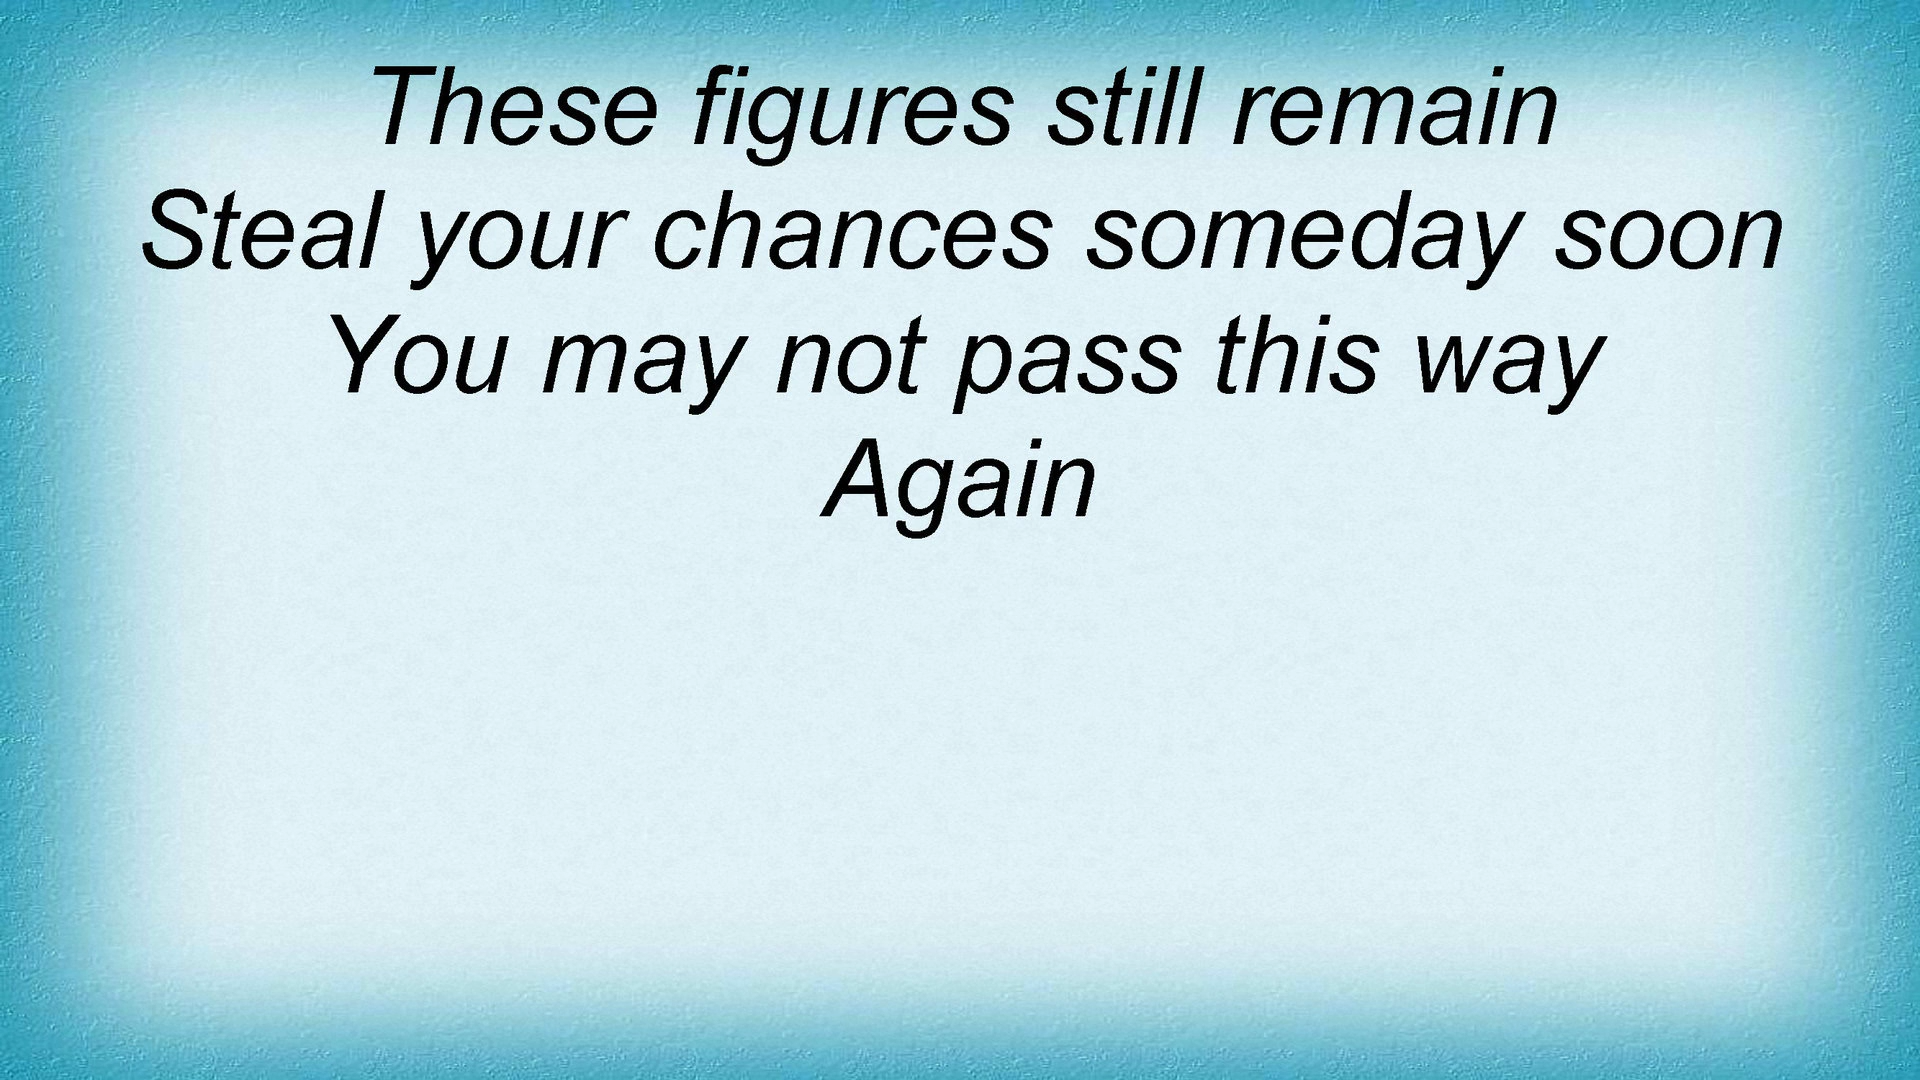 These figures still remain
Steal your chances someday soon
You may not pass this way
Again